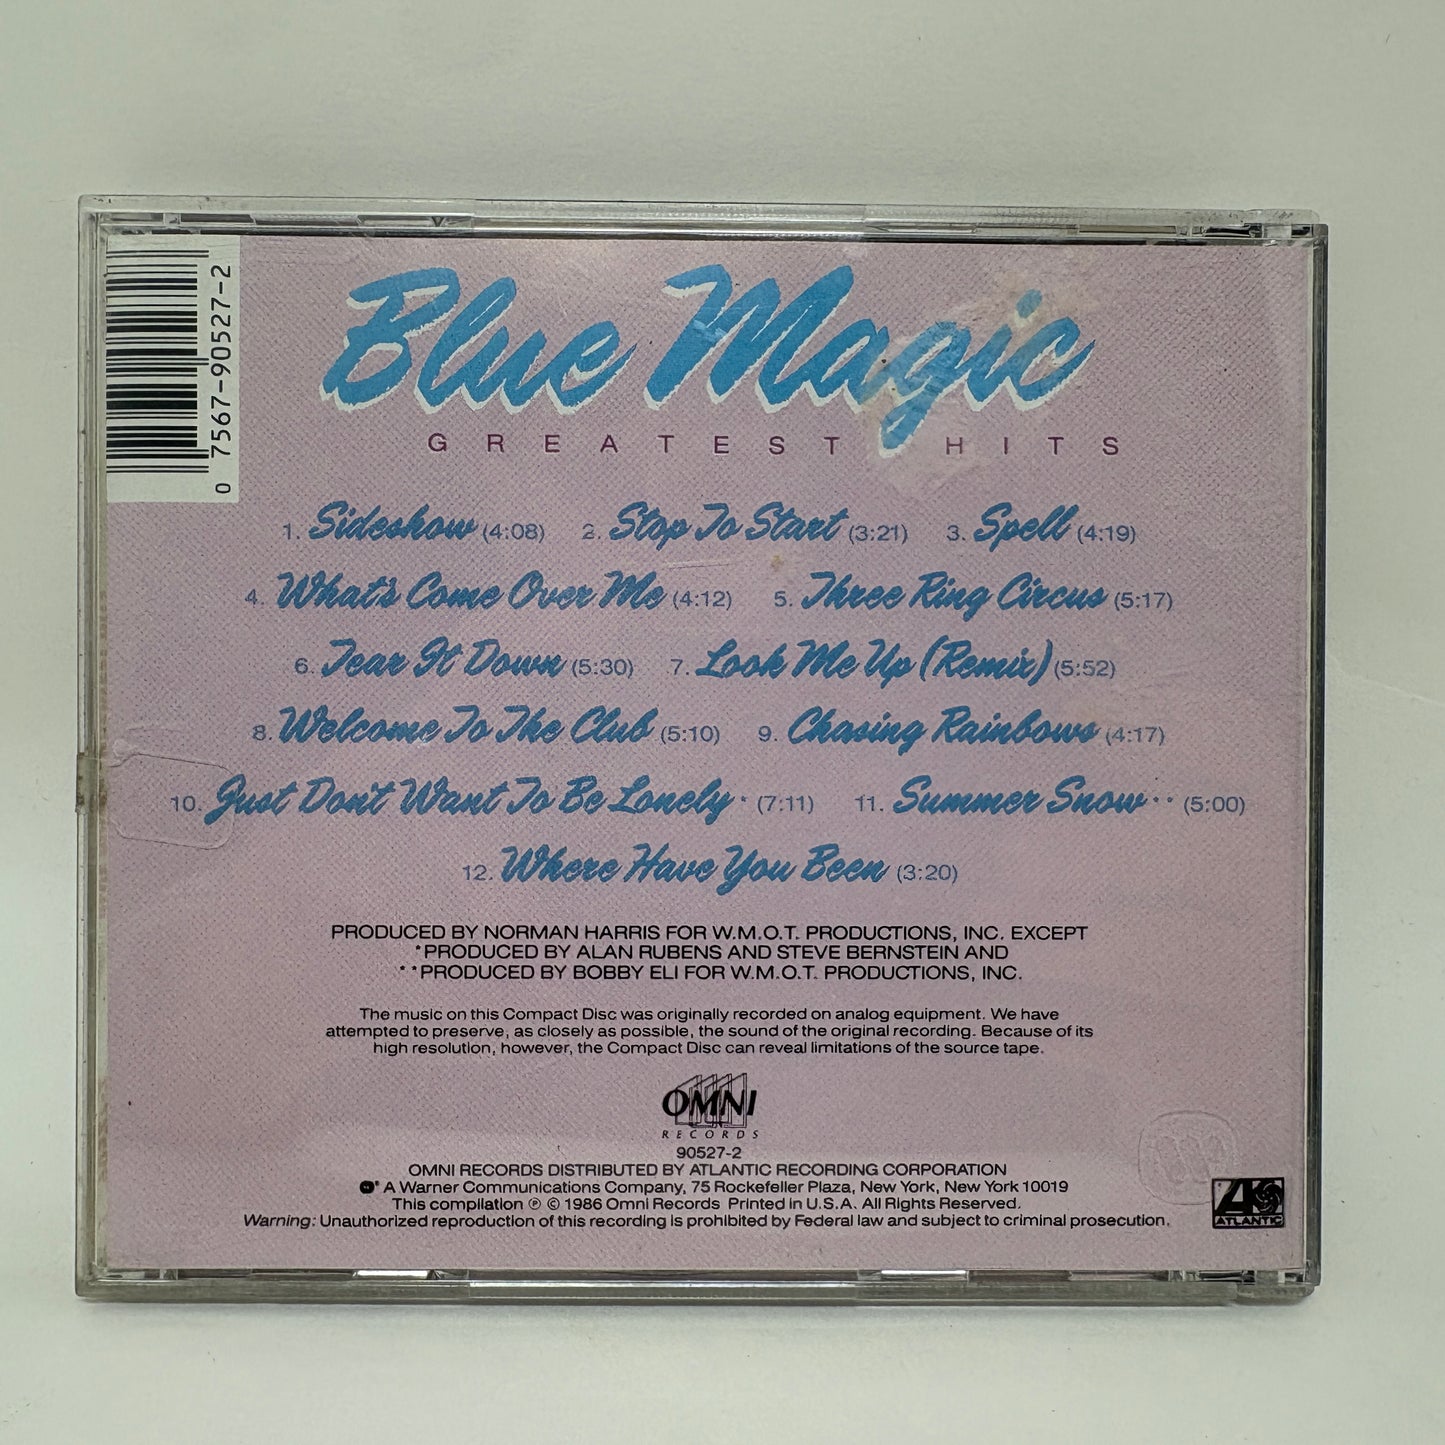 0 7567-90527-2
Blue Magic
GREATEST HITS
1. Sideshow (4:08) 2. Stop To Start (3:21) 3. Spell (4:19)
4. What's Come Over Me (4:12) 5. Three Ring Circus (5:17)
6. Tear It Down (5:30) 7. Look Me Up (Remix) (5:52)
8. Welcome To The Club (5:10) 9. Chasing Rainbows (4:17)
10. Just Don't Want To Be Lonely * (7:11) 11. Summer Snow ** (5:00)
12. Where Have You Been (3:20)
PRODUCED BY NORMAN HARRIS FOR W.M.O.T. PRODUCTIONS, INC. EXCEPT
*PRODUCED BY ALAN RUBENS AND STEVE BERNSTEIN AND
**PRODUCED BY BOBBY ELI FOR W.M.O.T. PRODUCTIONS, INC.
The music on this Compact Disc was originally recorded on analog equipment. We have
attempted to preserve, as closely as possible, the sound of the original recording. Because of its
high resolution, however, the Compact Disc can reveal limitations of the source tape.
OMNI
RECORDS
90527-2
OMNI RECORDS DISTRIBUTED BY ATLANTIC RECORDING CORPORATION
A Warner Communications Company, 75 Rockefeller Plaza, New York, New York 10019
This compilation ℗ © 1986 Omni Records Printed in U.S.A. All Rights Reserved.
Warning: Unauthorized reproduction of this recording is prohibited by Federal law and subject to criminal prosecution.
ATLANTIC